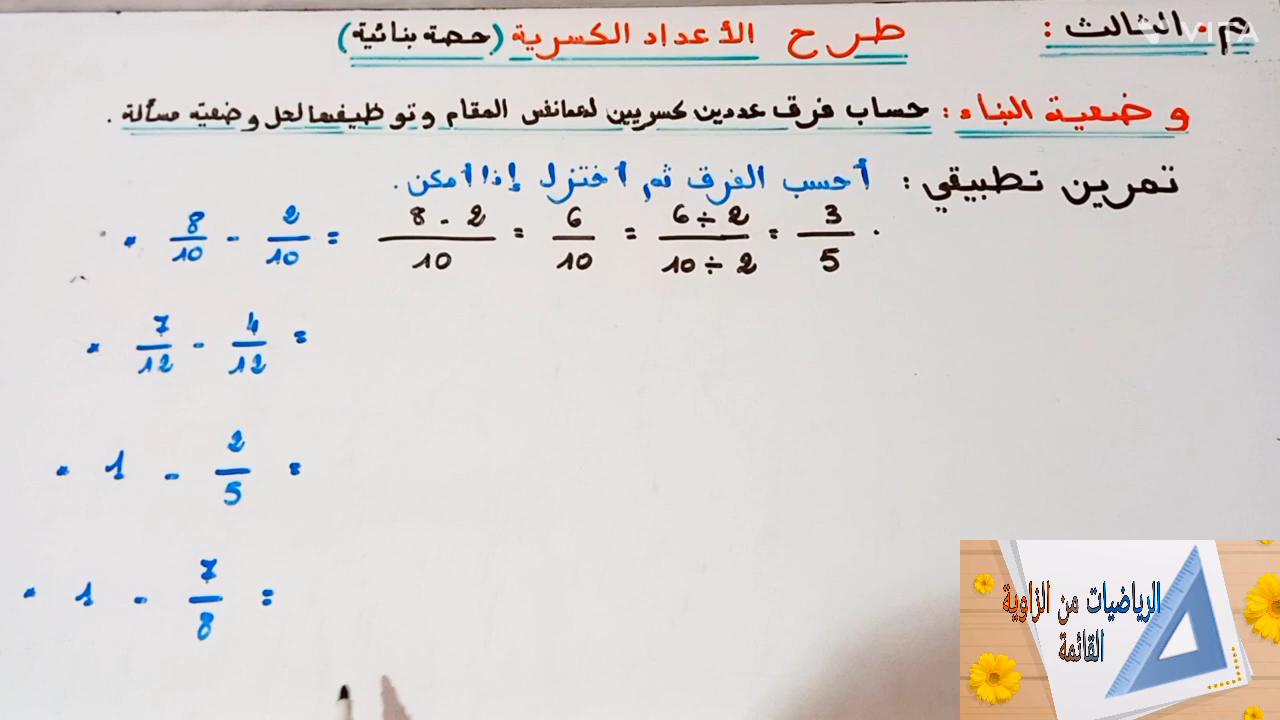 م. الثالث :
طرح الأعداد الكسرية (حصة بنائية)
VITA
وضعية البناء : حساب فرق عددين كسريين لهما نفس المقام وتوظيفها لحل وضعية مسألة .
تمرين تطبيقي : أحسب الفرق ثم أختزل إذا أمكن .
* 8/10 - 2/10 = 8 - 2/10 = 6/10 = 6 ÷ 2/10 ÷ 2 = 3/5 .
* 7/12 - 4/12 =
* 1 - 2/5 =
* 1 - 7/8 =
الرياضيات من الزاوية
القائمة